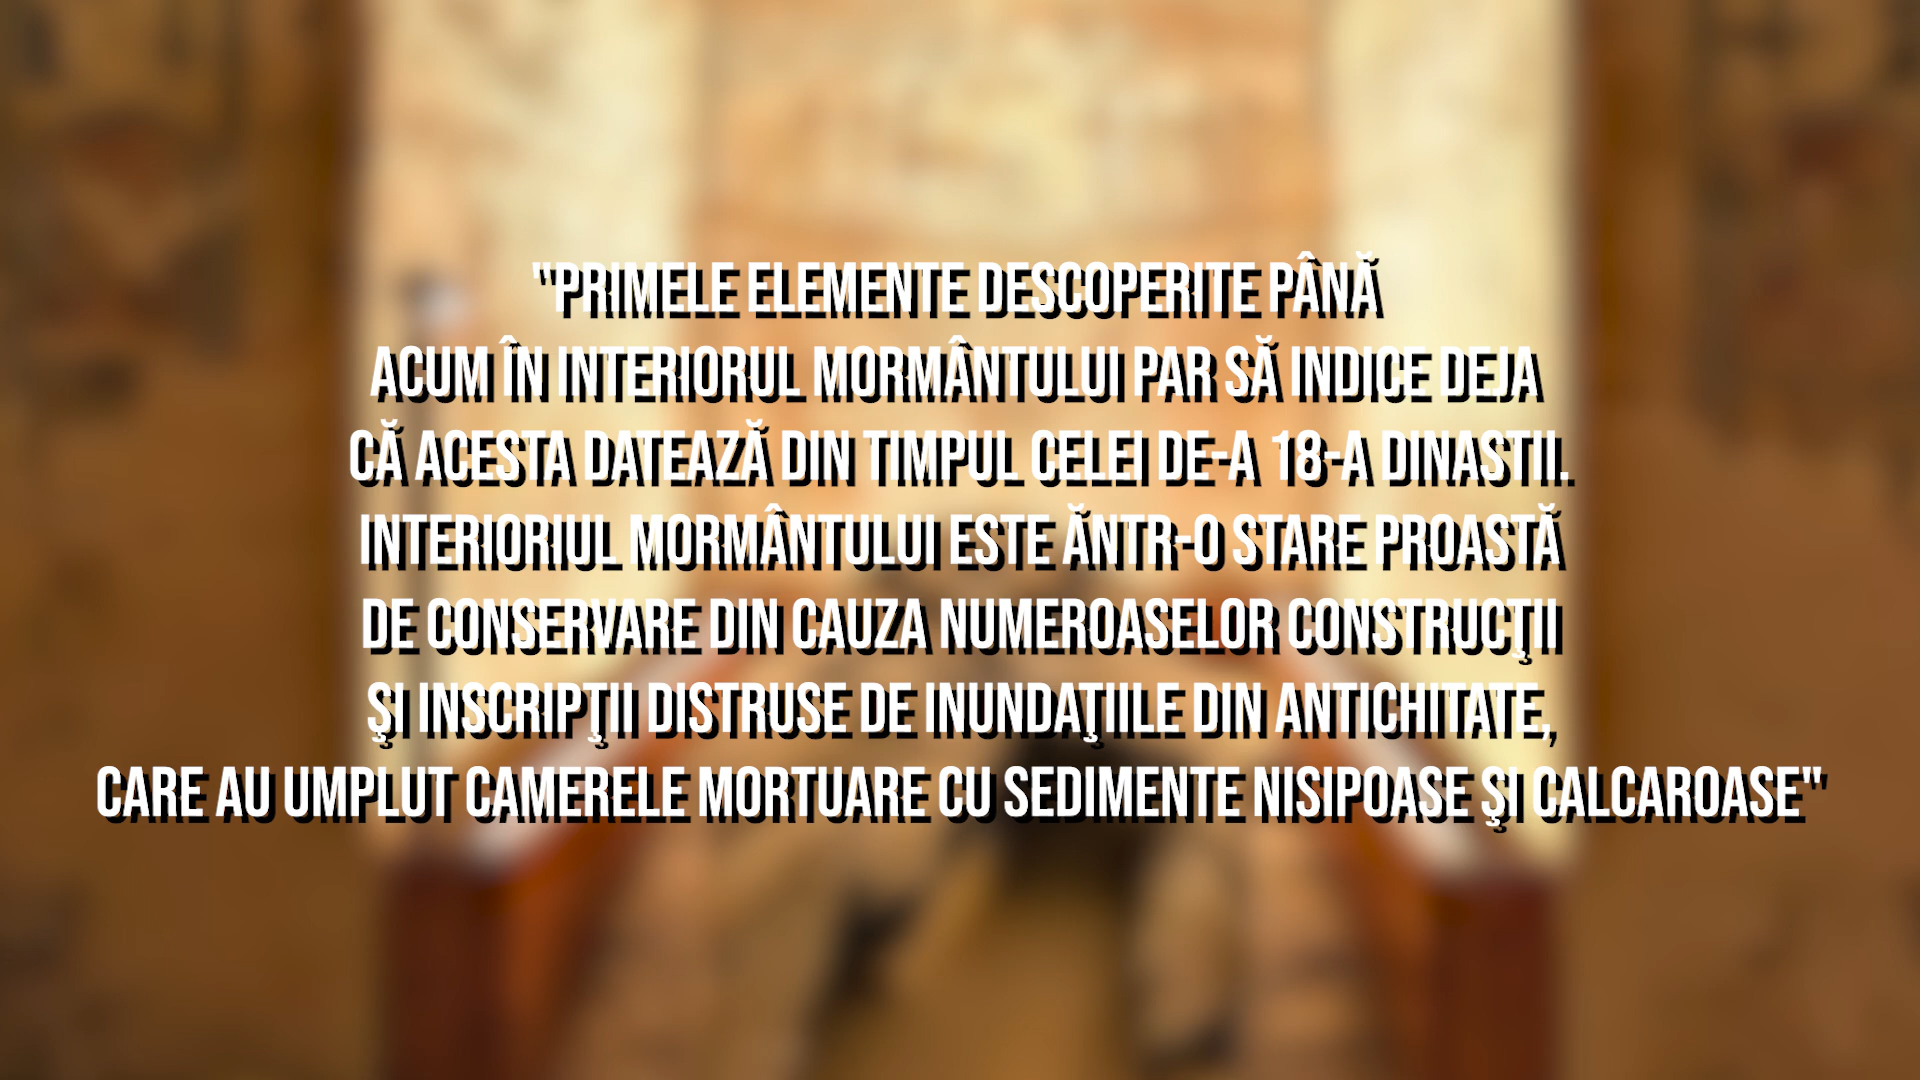 "PRIMELE ELEMENTE DESCOPERITE PÂNĂ
ACUM ÎN INTERIORUL MORMÂNTULUI PAR SĂ INDICE DEJA
CĂ ACESTA DATEAZĂ DIN TIMPUL CELEI DE-A 18-A DINASTII.
INTERIORIUL MORMÂNTULUI ESTE ĂNTR-O STARE PROASTĂ
DE CONSERVARE DIN CAUZA NUMEROASELOR CONSTRUCŢII
ŞI INSCRIPŢII DISTRUSE DE INUNDAŢIILE DIN ANTICHITATE,
CARE AU UMPLUT CAMERELE MORTUARE CU SEDIMENTE NISIPOASE ŞI CALCAROASE"